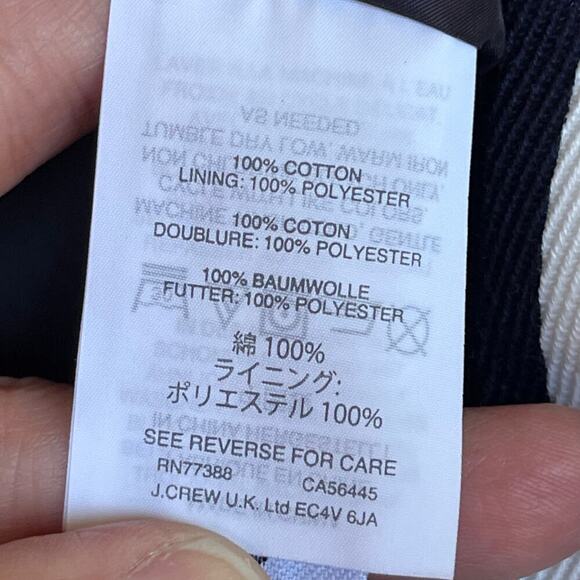 100% COTTON
LINING: 100% POLYESTER
100% COTON
DOUBLURE: 100% POLYESTER
100% BAUMWOLLE
FUTTER: 100% POLYESTER
綿 100%
ライニング:
ポリエステル 100%
SEE REVERSE FOR CARE
RN77388 CA56445
J.CREW U.K. Ltd EC4V 6JA